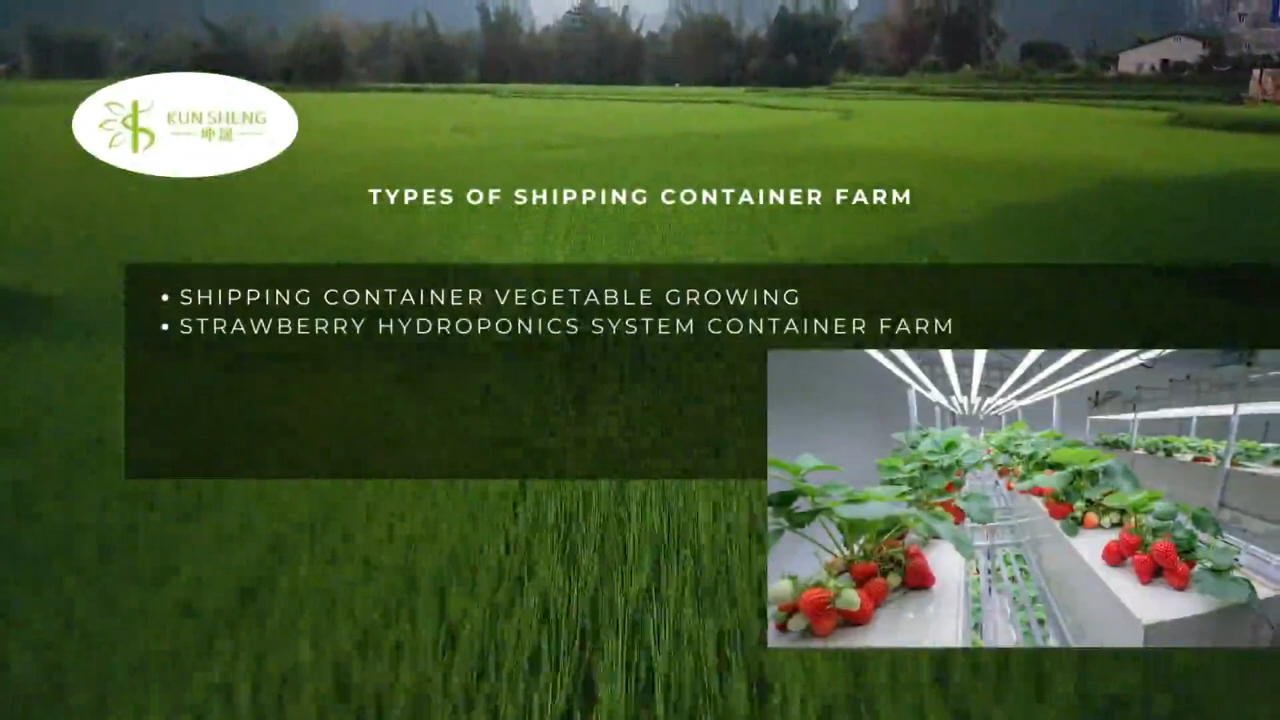 KUN SHENG
坤晟
TYPES OF SHIPPING CONTAINER FARM
• SHIPPING CONTAINER VEGETABLE GROWING
• STRAWBERRY HYDROPONICS SYSTEM CONTAINER FARM